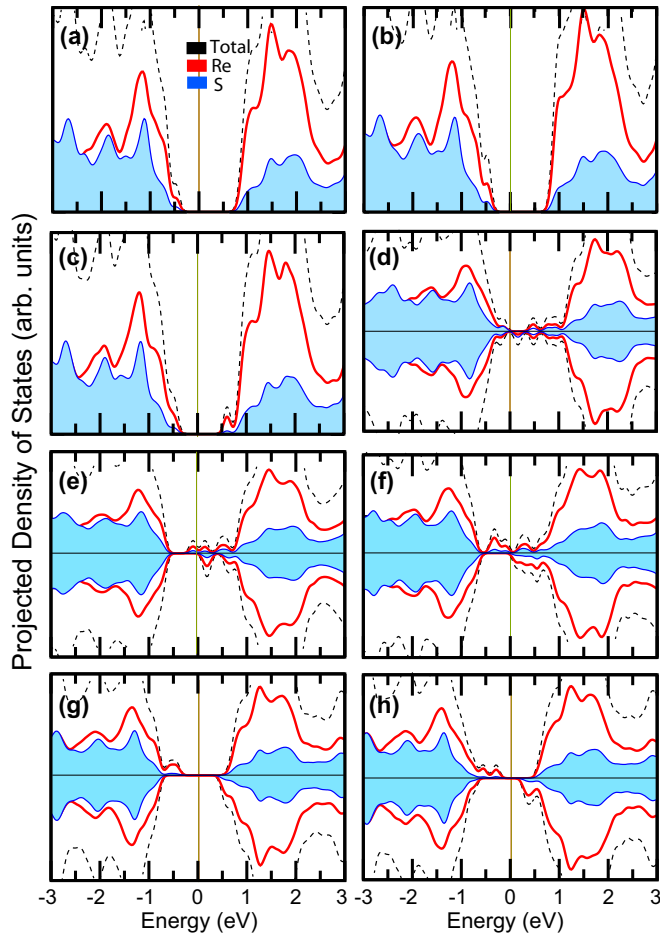 (a)
Total
Re
S
(b)
(c)
(d)
(e)
(f)
(g)
(h)
Projected Density of States (arb. units)
-3 -2 -1 0 1 2 3
-3 -2 -1 0 1 2 3
Energy (eV)
Energy (eV)